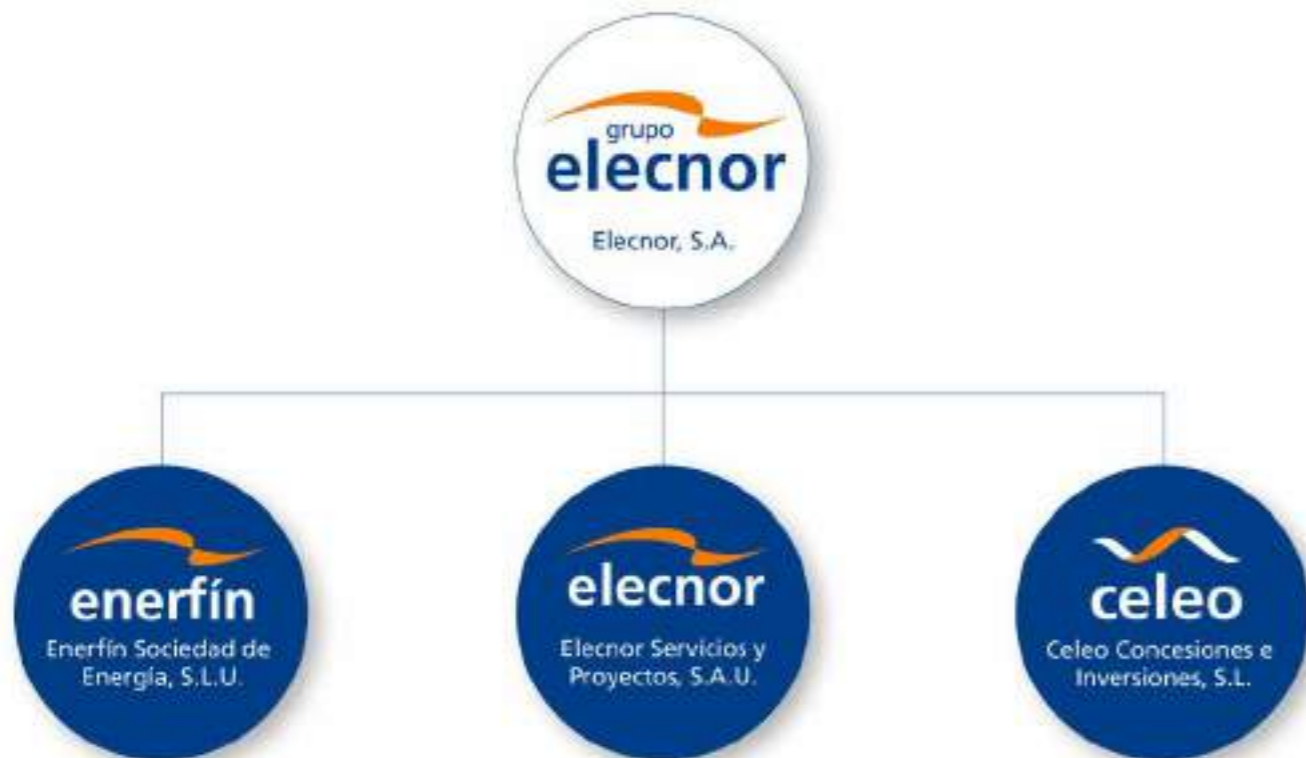 grupo
elecnor
Elecnor, S.A.
enerfín
Enerfín Sociedad de
Energía, S.L.U.
elecnor
Elecnor Servicios y
Proyectos, S.A.U.
celeo
Celeo Concesiones e
Inversiones, S.L.